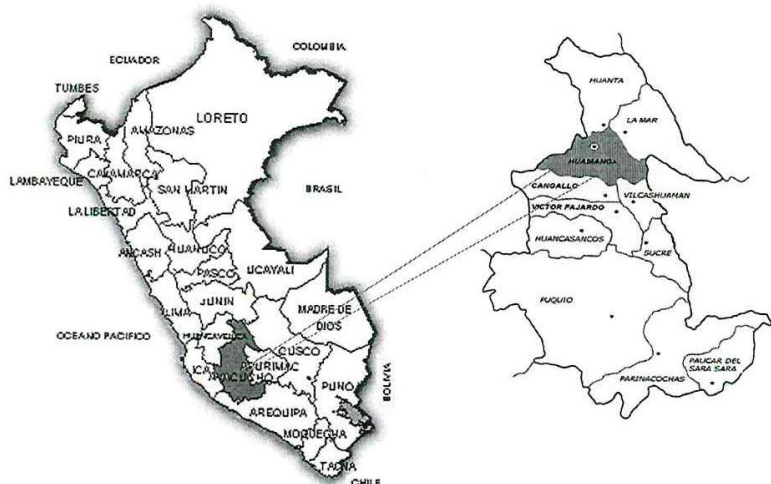 COLOMBIA
ECUADOR
TUMBES
LORETO
AMAZONAS
PIURA
CAJAMARCA
LAMBAYEQUE
SAN MARTIN
BRASIL
LA LIBERTAD
ANCASH
HUANUCO
PASCO
UCAYALI
JUNIN
LIMA
MADRE DE
DIOS
OCEANO PACIFICO
HUANCAVELICA
CUSCO
ICA
APURIMAC
AYACUCHO
PUNO
BOLIVIA
AREQUIPA
MOQUEGUA
TACNA
CHILE
HUANTA
LA MAR
HUAMANGA
CANGALLO
VILCASHUAMAN
VICTOR FAJARDO
HUANCASANCOS
SUCRE
PUQUIO
PAUCAR DEL
SARA SARA
PARINACOCHAS